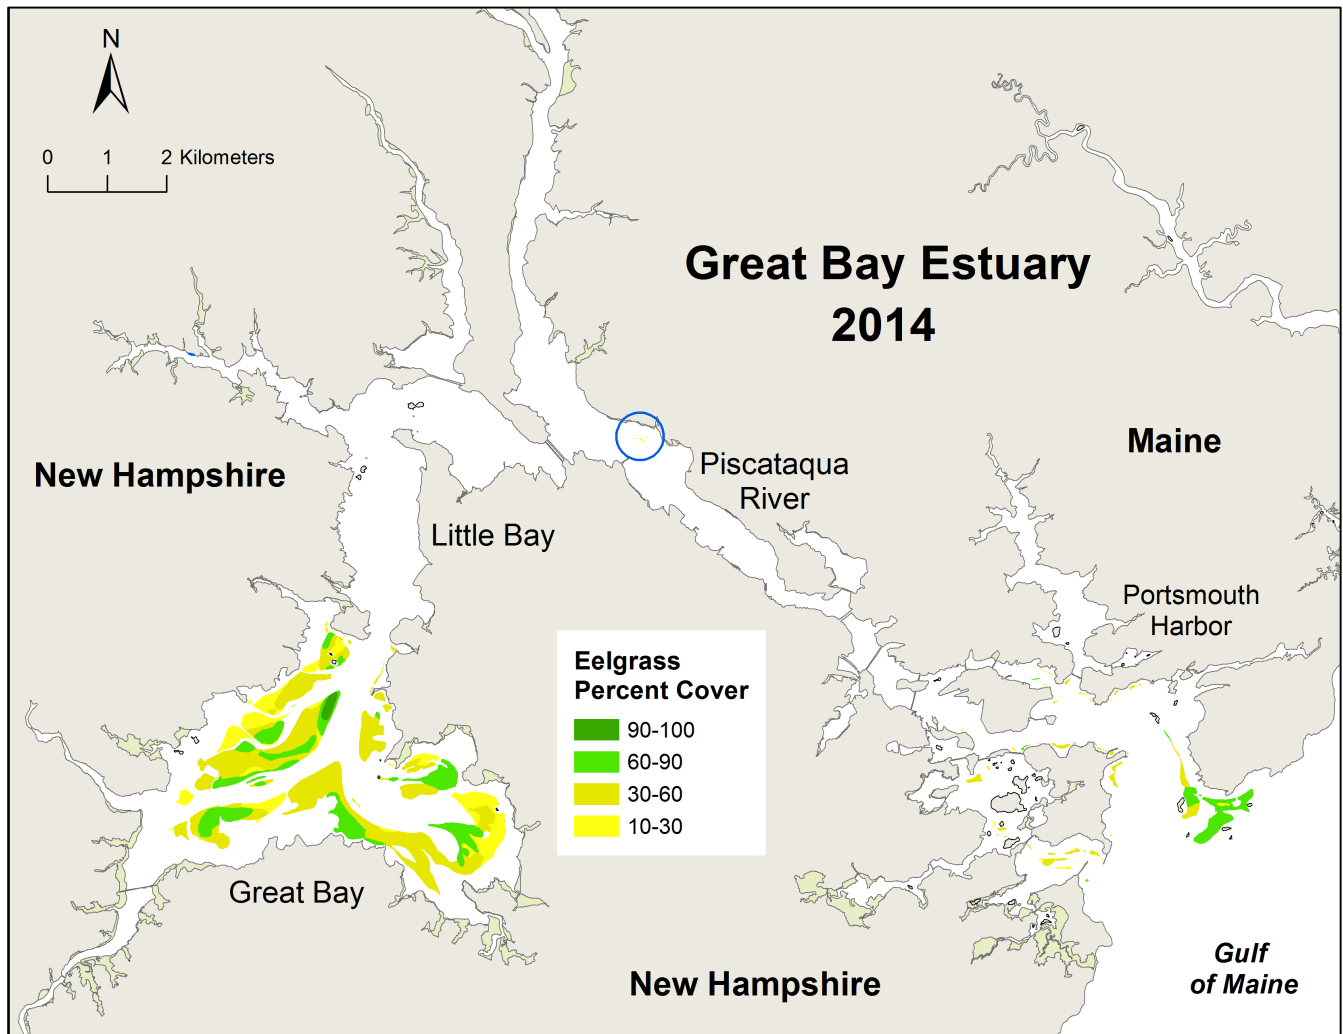 N
0 1 2 Kilometers
Great Bay Estuary
2014
Maine
New Hampshire
Piscataqua
River
Little Bay
Portsmouth
Harbor
Eelgrass
Percent Cover
90-100
60-90
30-60
10-30
Great Bay
New Hampshire
Gulf
of Maine